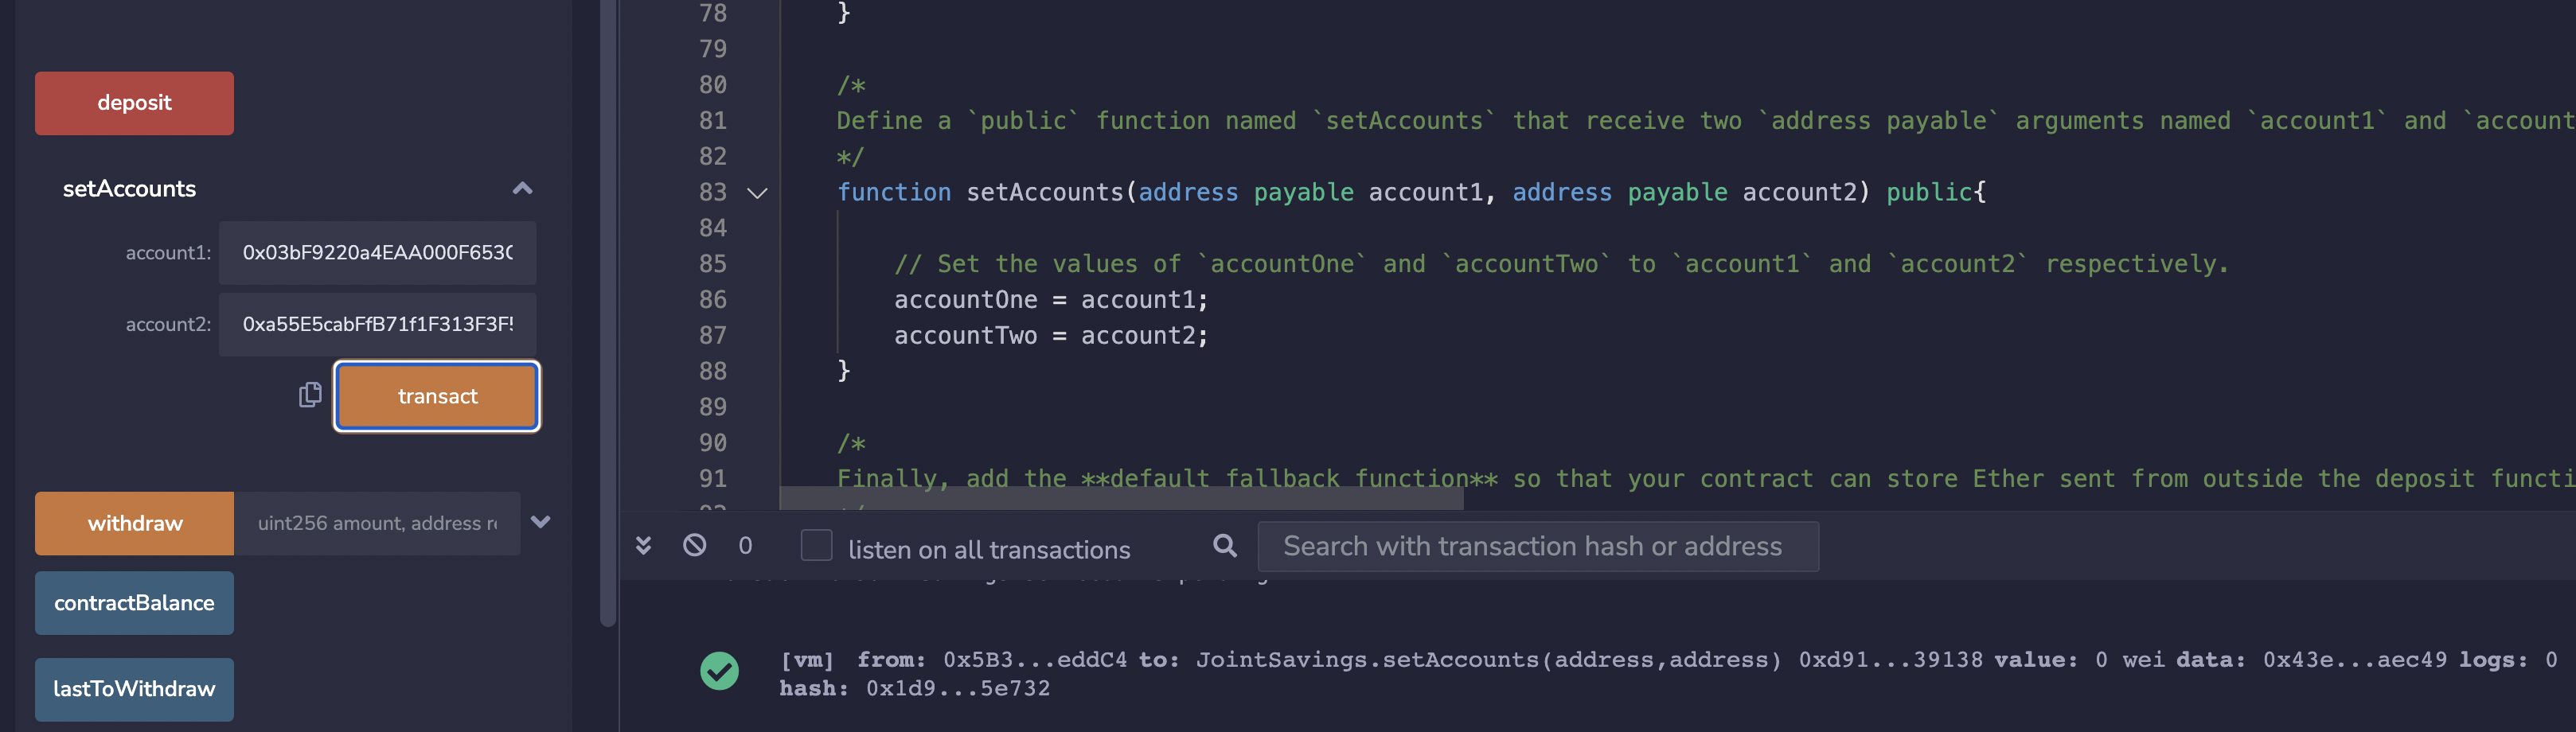 deposit
setAccounts
account1: 0x03bF9220a4EAA000F653
account2: 0xa55E5cabFfB71f1F313F3F
transact
withdraw uint256 amount, address re
contractBalance
lastToWithdraw
78 }
79
80 /*
81 Define a `public` function named `setAccounts` that receive two `address payable` arguments named `account1` and `account
82 */
83 function setAccounts(address payable account1, address payable account2) public{
84
85 // Set the values of `accountOne` and `accountTwo` to `account1` and `account2` respectively.
86 accountOne = account1;
87 accountTwo = account2;
88 }
89
90 /*
91 Finally, add the **default fallback function** so that your contract can store Ether sent from outside the deposit functi
0 listen on all transactions Search with transaction hash or address
[vm] from: 0x5B3...eddC4 to: JointSavings.setAccounts(address,address) 0xd91...39138 value: 0 wei data: 0x43e...aec49 logs: 0
hash: 0x1d9...5e732